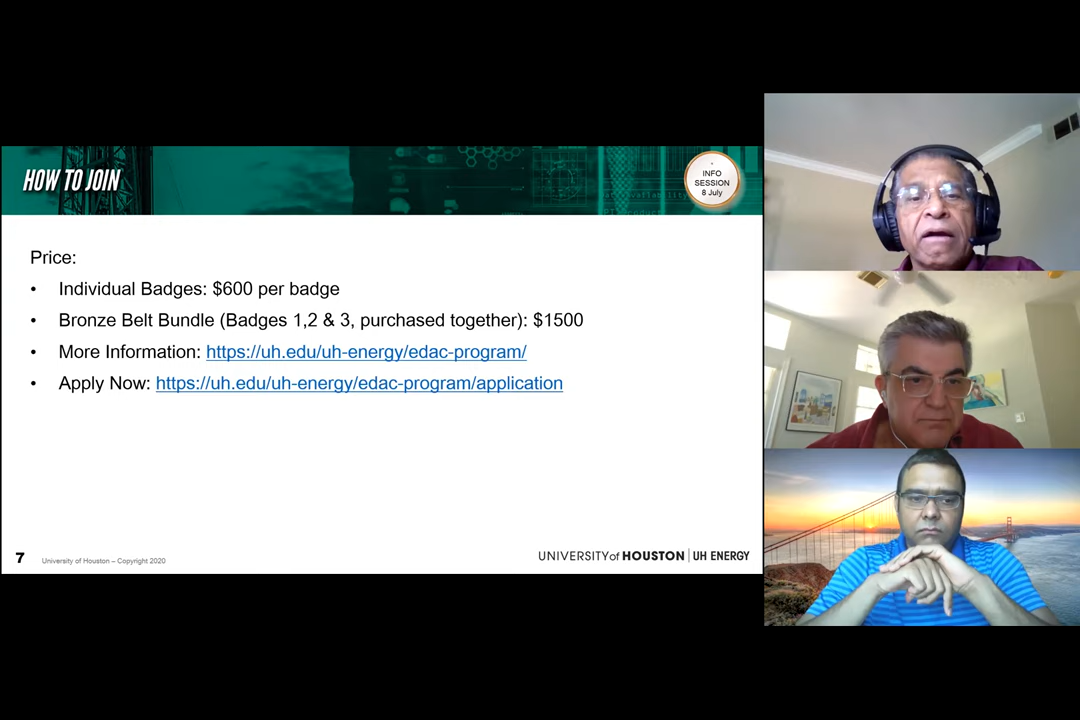 HOW TO JOIN
INFO
SESSION
8 July
Price:
• Individual Badges: $600 per badge
• Bronze Belt Bundle (Badges 1,2 & 3, purchased together): $1500
• More Information: https://uh.edu/uh-energy/edac-program/
• Apply Now: https://uh.edu/uh-energy/edac-program/application
7
University of Houston – Copyright 2020
UNIVERSITY of HOUSTON | UH ENERGY